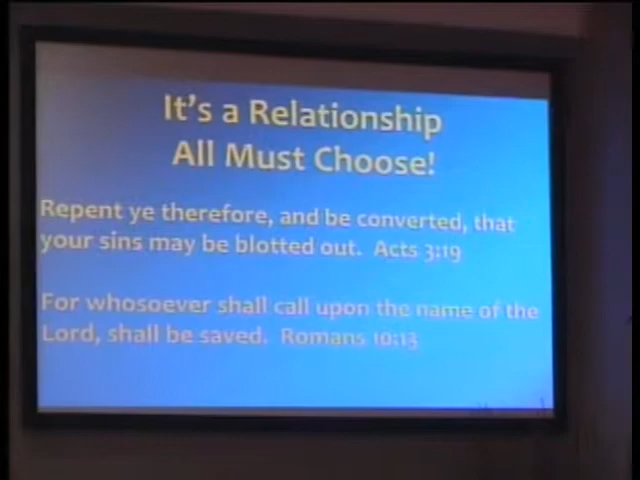 It's a Relationship
All Must Choose!
Repent ye therefore, and be converted, that
your sins may be blotted out. Acts 3:19
For whosoever shall call upon the name of the
Lord, shall be saved. Romans 10:13